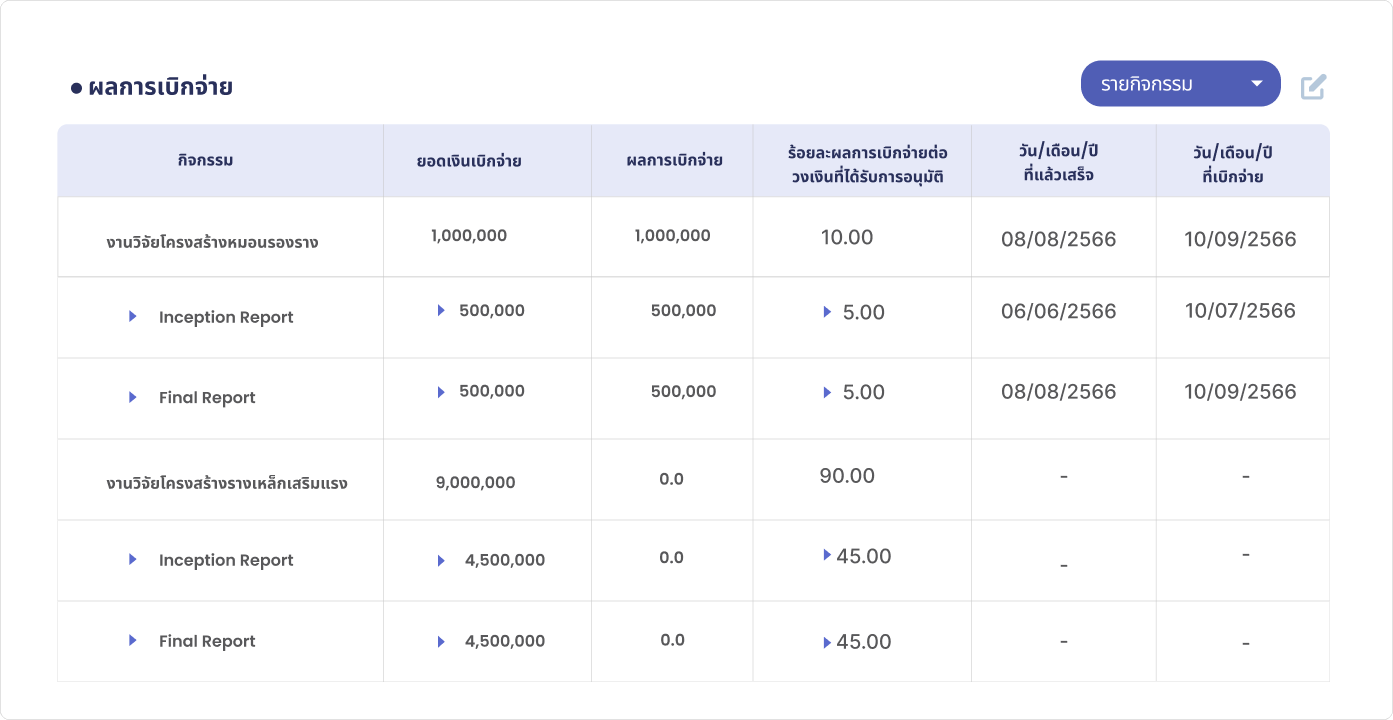 ผลการเบิกจ่าย
รายกิจกรรม
กิจกรรม ยอดเงินเบิกจ่าย ผลการเบิกจ่าย ร้อยละผลการเบิกจ่ายต่อ วัน/เดือน/ปี วัน/เดือน/ปี
วงเงินที่ได้รับการอนุมัติ ที่แล้วเสร็จ ที่เบิกจ่าย
งานวิจัยโครงสร้างหมอนรองราง 1,000,000 1,000,000 10.00 08/08/2566 10/09/2566
Inception Report 500,000 500,000 5.00 06/06/2566 10/07/2566
Final Report 500,000 500,000 5.00 08/08/2566 10/09/2566
งานวิจัยโครงสร้างรางเหล็กเสริมแรง 9,000,000 0.0 90.00 - -
Inception Report 4,500,000 0.0 45.00 - -
Final Report 4,500,000 0.0 45.00 - -